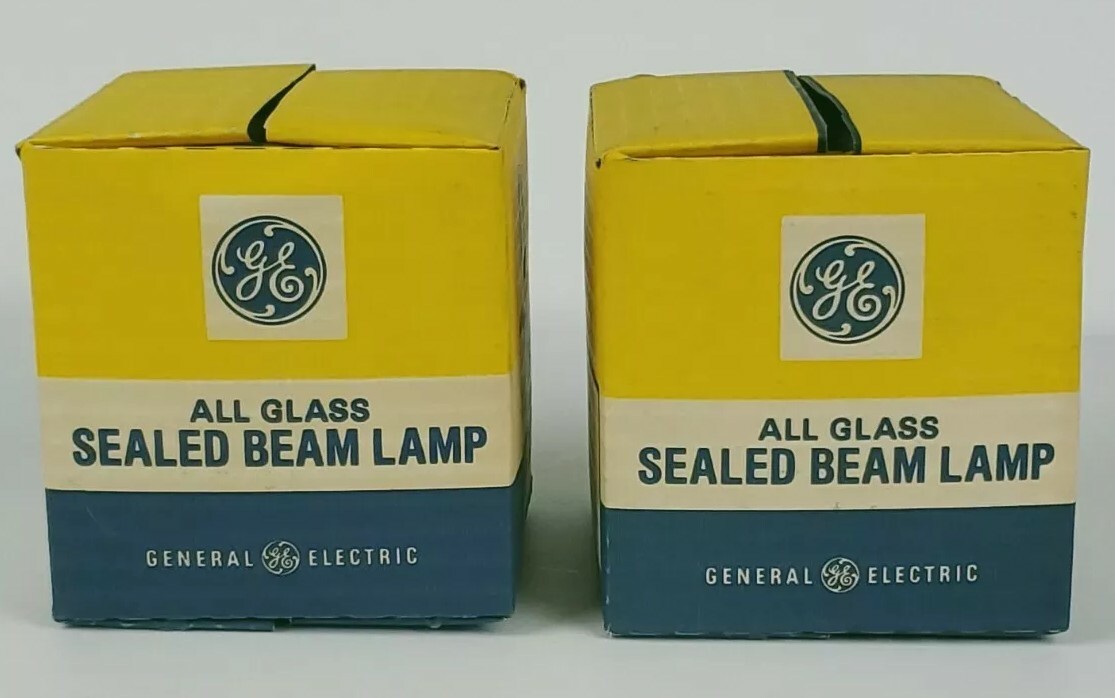 GE
ALL GLASS
SEALED BEAM LAMP
GENERAL GE ELECTRIC
GE
ALL GLASS
SEALED BEAM LAMP
GENERAL GE ELECTRIC